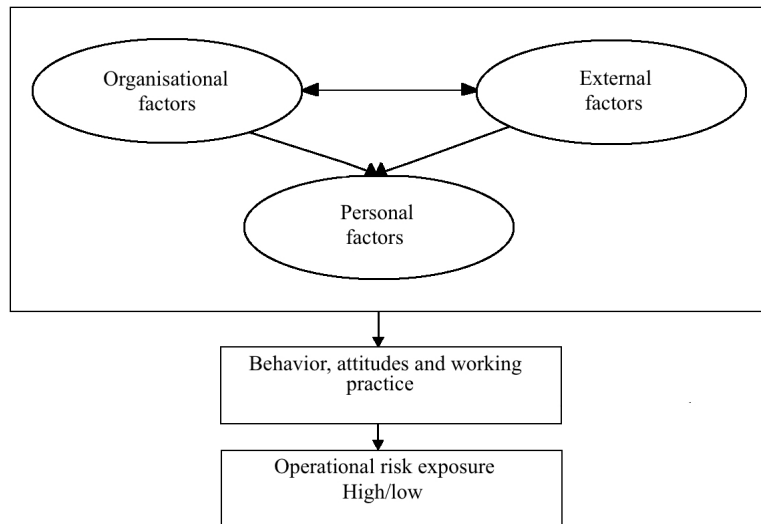 Organisational
factors
External
factors
Personal
factors
Behavior, attitudes and working
practice
Operational risk exposure
High/low